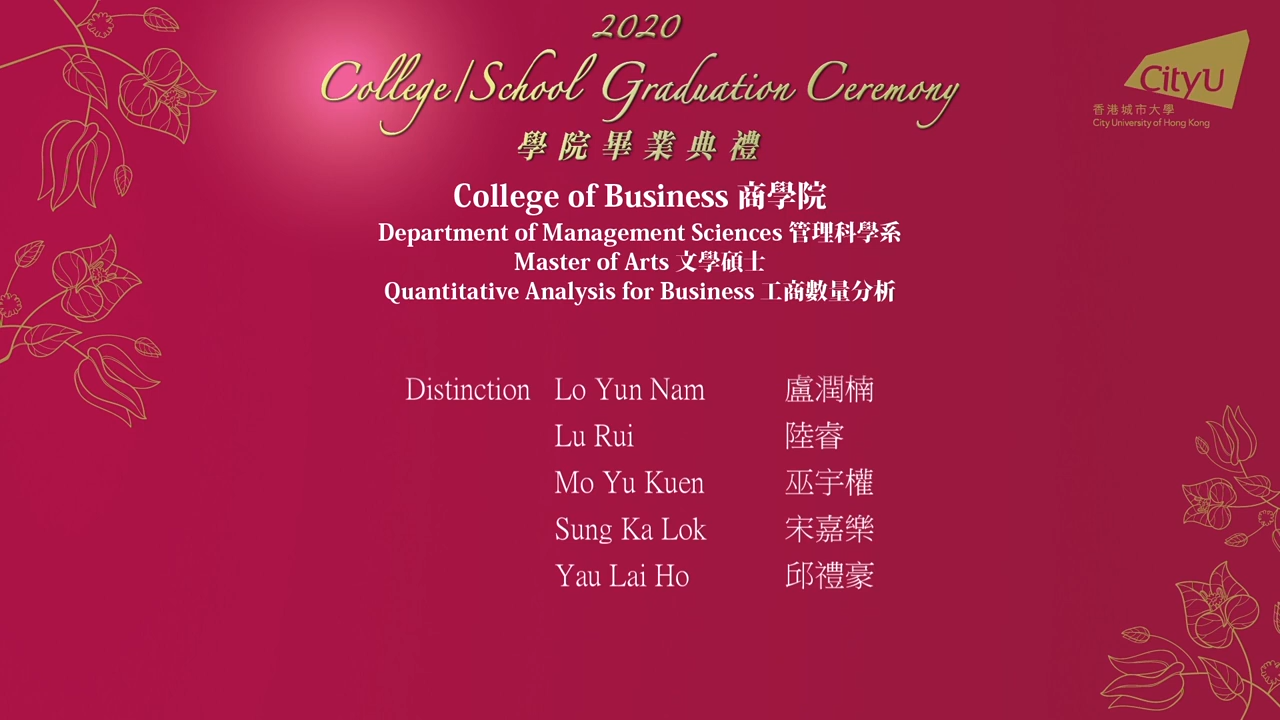 2020
College/School Graduation Ceremony
學院畢業典禮
CityU
香港城市大學
City University of Hong Kong
College of Business 商學院
Department of Management Sciences 管理科學系
Master of Arts 文學碩士
Quantitative Analysis for Business 工商數量分析
Distinction Lo Yun Nam 盧潤楠
Lu Rui 陸睿
Mo Yu Kuen 巫宇權
Sung Ka Lok 宋嘉樂
Yau Lai Ho 邱禮豪